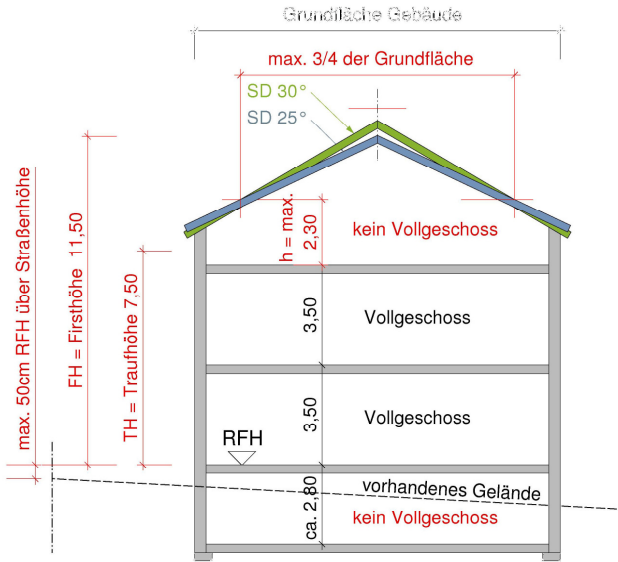 Grundfläche Gebäude
max. 3/4 der Grundfläche
SD 30°
SD 25°
max. 50cm RFH über Straßenhöhe
FH = Firsthöhe 11,50
TH = Traufhöhe 7,50
h = max.
2,30
kein Vollgeschoss
3,50
Vollgeschoss
3,50
Vollgeschoss
RFH
ca. 2,80
vorhandenes Gelände
kein Vollgeschoss